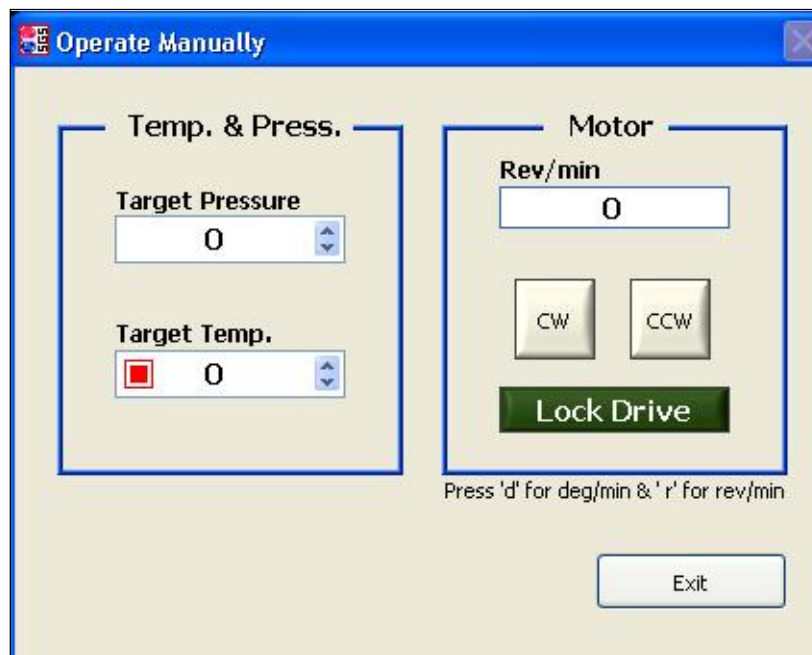 Operate Manually
Temp. & Press.
Target Pressure
0
Target Temp.
0
Motor
Rev/min
0
CW
CCW
Lock Drive
Press 'd' for deg/min & ' r' for rev/min
Exit